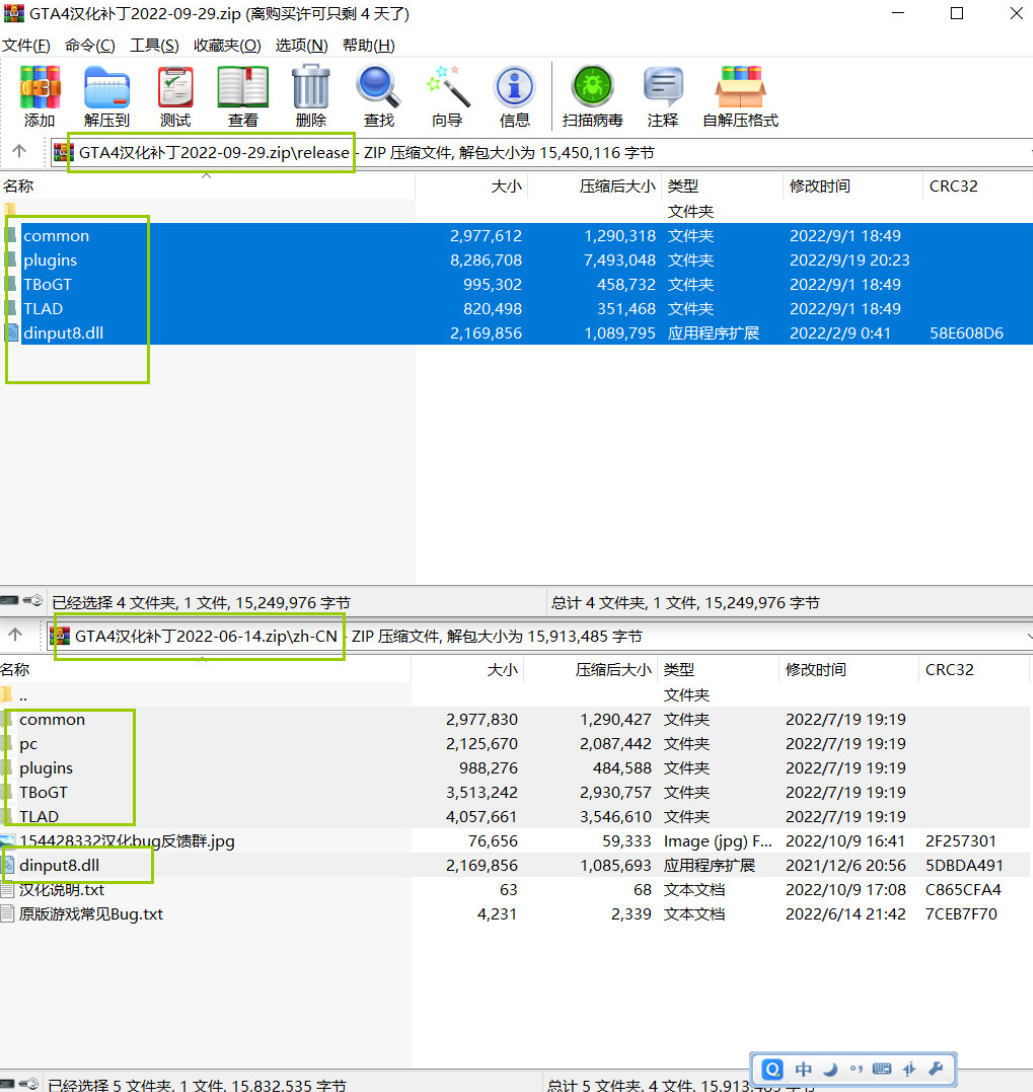 GTA4汉化补丁2022-09-29.zip (离购买许可只剩 4 天了)
文件(F) 命令(C) 工具(S) 收藏夹(O) 选项(N) 帮助(H)
添加 解压到 测试 查看 删除 查找 向导 信息 扫描病毒 注释 自解压格式
GTA4汉化补丁2022-09-29.zip\release - ZIP 压缩文件, 解包大小为 15,450,116 字节
名称 大小 压缩后大小 类型 修改时间 CRC32
文件夹
common 2,977,612 1,290,318 文件夹 2022/9/1 18:49
plugins 8,286,708 7,493,048 文件夹 2022/9/19 20:23
TBoGT 995,302 458,732 文件夹 2022/9/1 18:49
TLAD 820,498 351,468 文件夹 2022/9/1 18:49
dinput8.dll 2,169,856 1,089,795 应用程序扩展 2022/2/9 0:41 58E608D6
已经选择 4 文件夹, 1 文件, 15,249,976 字节 总计 4 文件夹, 1 文件, 15,249,976 字节
GTA4汉化补丁2022-06-14.zip\zh-CN - ZIP 压缩文件, 解包大小为 15,913,485 字节
名称 大小 压缩后大小 类型 修改时间 CRC32
.. 文件夹
common 2,977,830 1,290,427 文件夹 2022/7/19 19:19
pc 2,125,670 2,087,442 文件夹 2022/7/19 19:19
plugins 988,276 484,588 文件夹 2022/7/19 19:19
TBoGT 3,513,242 2,930,757 文件夹 2022/7/19 19:19
TLAD 4,057,661 3,546,610 文件夹 2022/7/19 19:19
154428332汉化bug反馈群.jpg 76,656 59,333 Image (jpg) F... 2022/10/9 16:41 2F257301
dinput8.dll 2,169,856 1,085,693 应用程序扩展 2021/12/6 20:56 5DBDA491
汉化说明.txt 63 68 文本文档 2022/10/9 17:08 C865CFA4
原版游戏常见Bug.txt 4,231 2,339 文本文档 2022/6/14 21:42 7CEB7F70
中
已经选择 5 文件夹, 1 文件, 15,832,535 字节 总计 5 文件夹, 4 文件, 15,913,485 字节